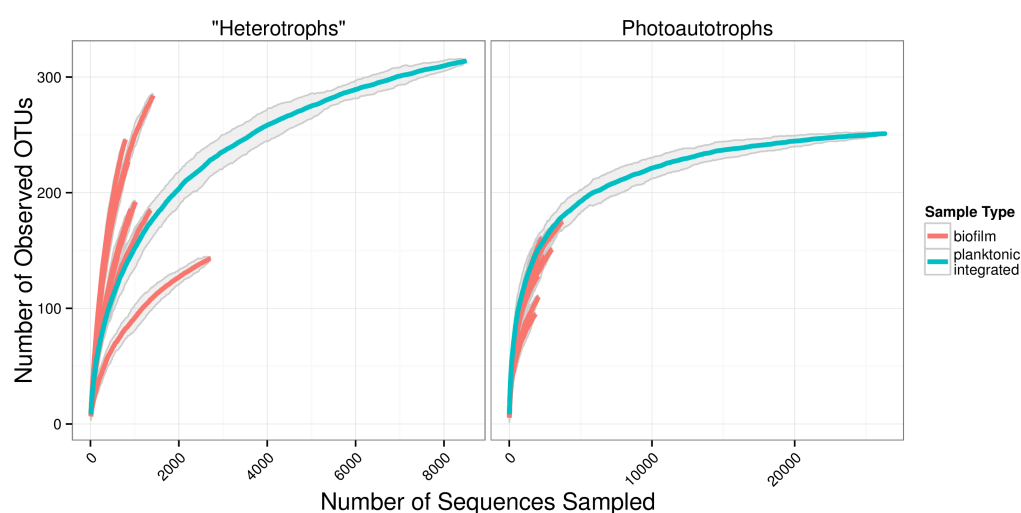 "Heterotrophs"
Photoautotrophs
Number of Observed OTUs
300
200
100
0
0
2000
4000
6000
8000
0
10000
20000
Number of Sequences Sampled
Sample Type
biofilm
planktonic
integrated